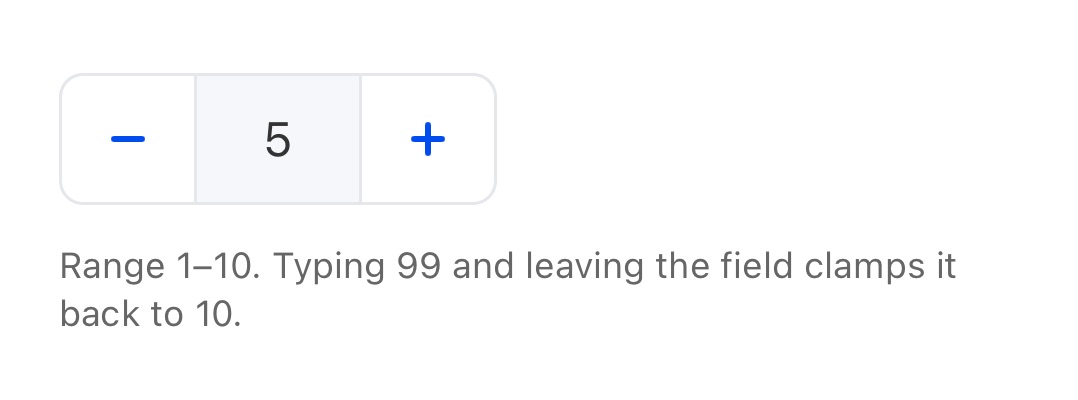 5
Range 1–10. Typing 99 and leaving the field clamps it
back to 10.